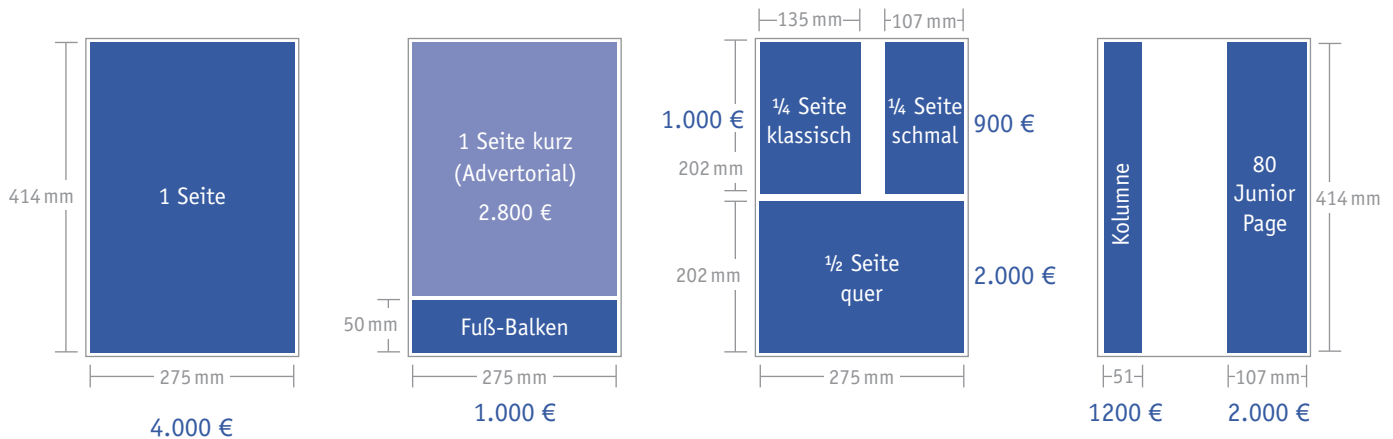 414 mm
1 Seite
275 mm
4.000 €
1 Seite kurz
(Advertorial)
2.800 €
50 mm
Fuß-Balken
275 mm
1.000 €
135 mm
107 mm
1.000 €
¼ Seite
klassisch
¼ Seite
schmal
900 €
202 mm
202 mm
½ Seite
quer
2.000 €
275 mm
Kolumne
80
Junior
Page
414 mm
51
107 mm
1200 €
2.000 €